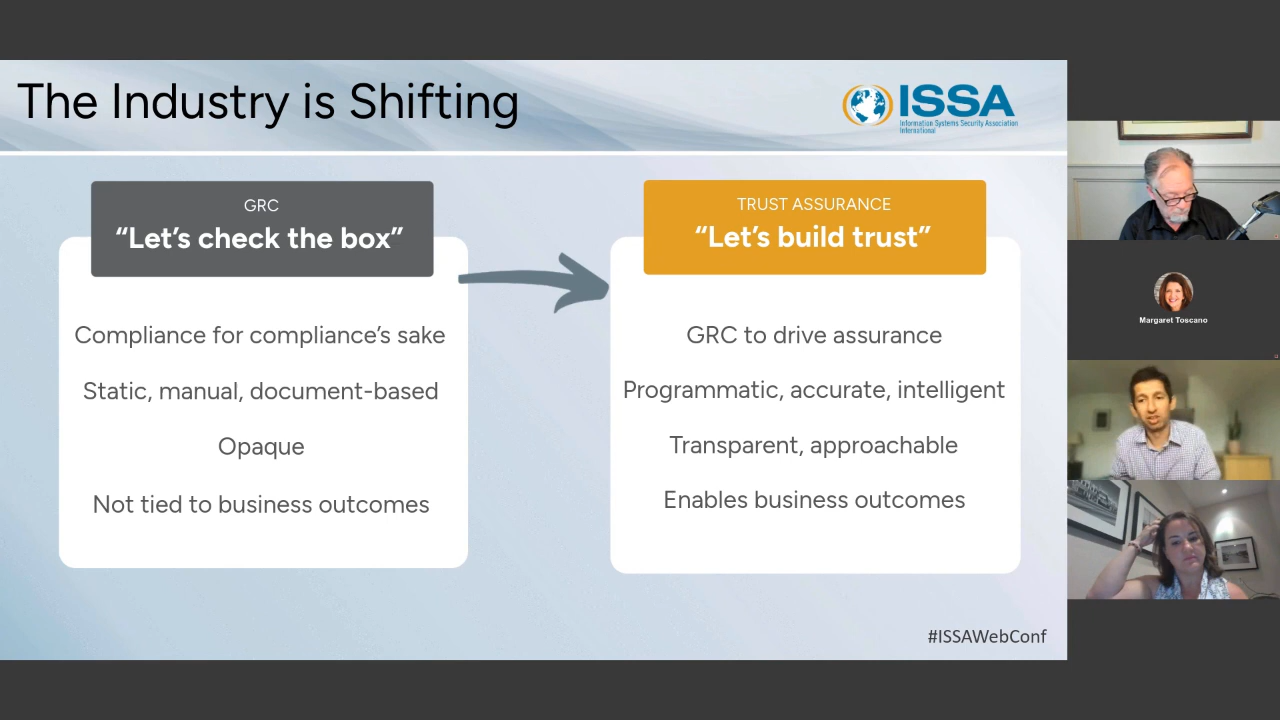 The Industry is Shifting
ISSA
Information Systems Security Association
International
GRC
“Let’s check the box”
Compliance for compliance’s sake
Static, manual, document-based
Opaque
Not tied to business outcomes
TRUST ASSURANCE
“Let’s build trust”
GRC to drive assurance
Programmatic, accurate, intelligent
Transparent, approachable
Enables business outcomes
#ISSAWebConf
Margaret Toscano